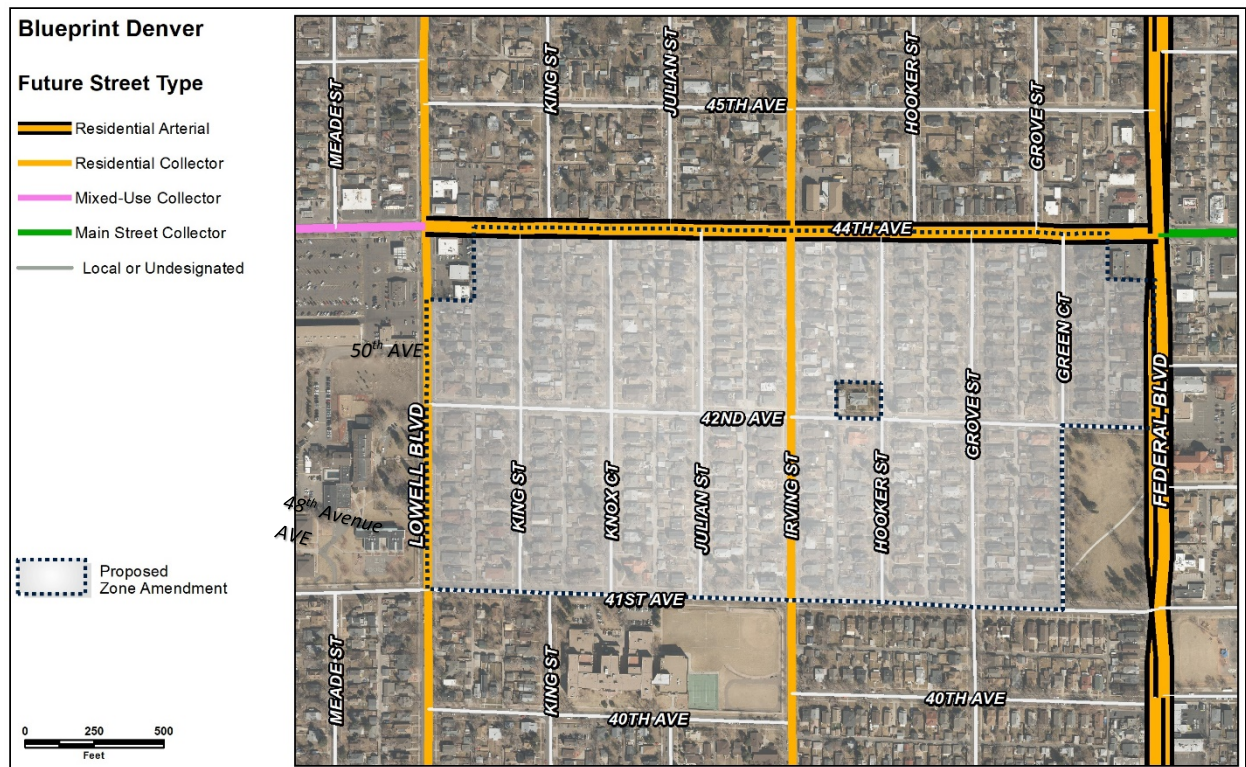 Blueprint Denver
Future Street Type
Residential Arterial
Residential Collector
Mixed-Use Collector
Main Street Collector
Local or Undesignated
Proposed
Zone Amendment
0 250 500
Feet
MEADE ST
KING ST
JULIAN ST
HOOKER ST
GROVE ST
45TH AVE
44TH AVE
50th AVE
GREEN CT
FEDERAL BLVD
42ND AVE
LOWELL BLVD
48th Avenue
AVE
KING ST
KNOX CT
JULIAN ST
IRVING ST
HOOKER ST
GROVE ST
41ST AVE
MEADE ST
KING ST
40TH AVE
40TH AVE